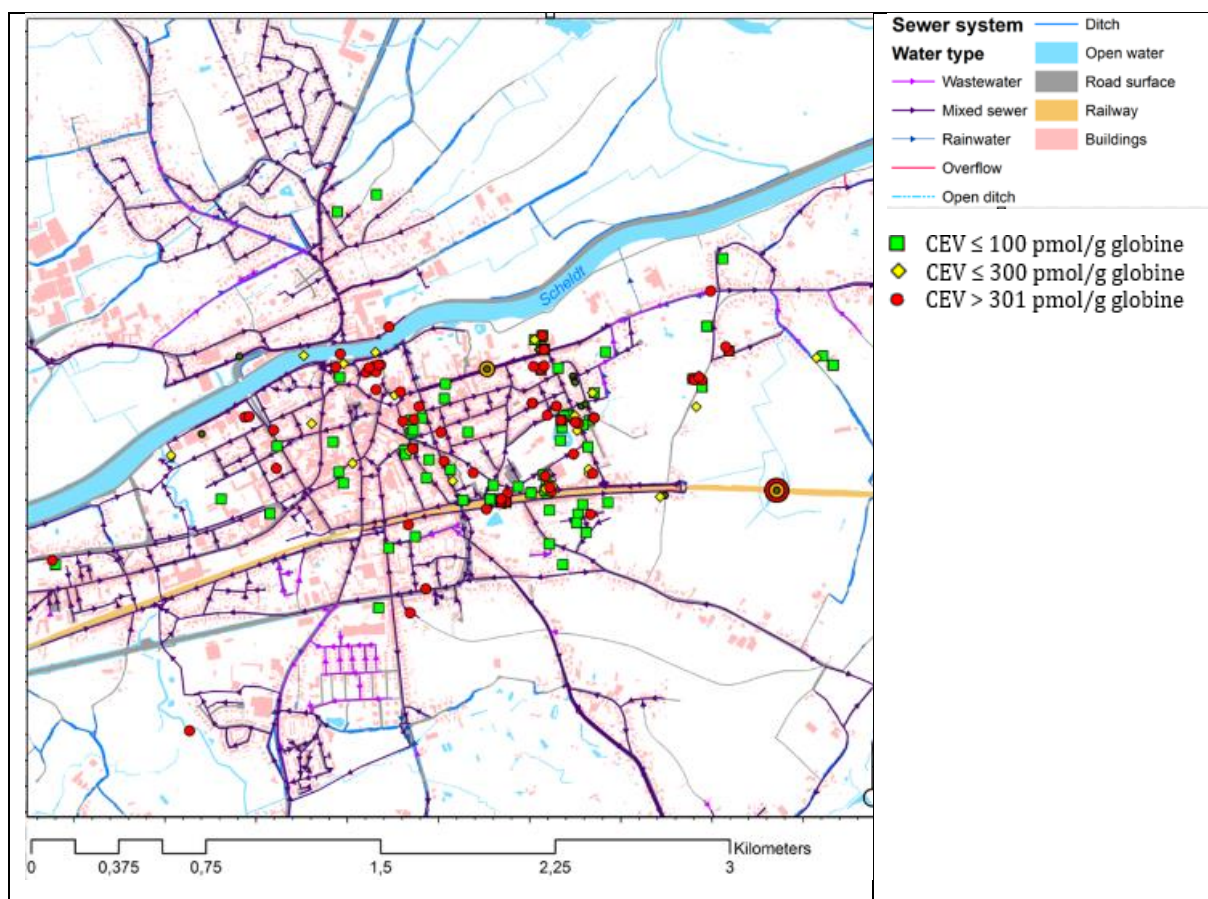 Scheldt
0
0,375
0,75
1,5
2,25
3
Kilometers
Sewer system
Water type
Wastewater
Mixed sewer
Rainwater
Overflow
Open ditch
Ditch
Open water
Road surface
Railway
Buildings
CEV ≤ 100 pmol/g globine
CEV ≤ 300 pmol/g globine
CEV > 301 pmol/g globine